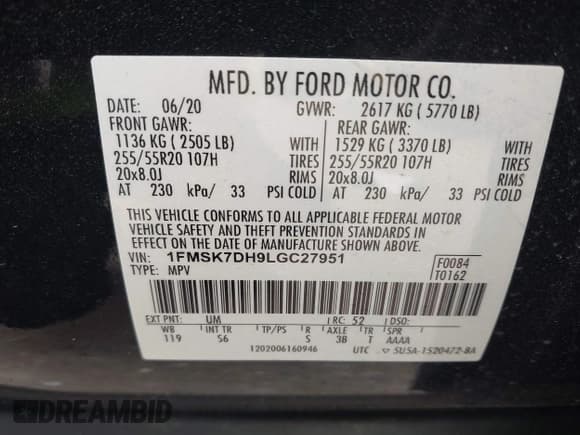 MFD. BY FORD MOTOR CO.
DATE: 06/20 GVWR: 2617 KG ( 5770 LB)
FRONT GAWR: REAR GAWR:
1136 KG ( 2505 LB) WITH 1529 KG ( 3370 LB) WITH
255/55R20 107H TIRES 255/55R20 107H TIRES
20x8.0J RIMS 20x8.0J RIMS
AT 230 kPa/ 33 PSI COLD AT 230 kPa/ 33 PSI COLD
THIS VEHICLE CONFORMS TO ALL APPLICABLE FEDERAL MOTOR
VEHICLE SAFETY AND THEFT PREVENTION STANDARDS IN
EFFECT ON THE DATE OF MANUFACTURE SHOWN ABOVE.
VIN: 1FMSK7DH9LGC27951 F0084
TYPE: MPV T0162
EXT PNT: UM RC: 52 DSO:
WB INT TR TP/PS R AXLE TR SPR
119 S6 S 3B T AAAA
1202006160946 UTC 5U5A-1520472-BA
DREAMBID